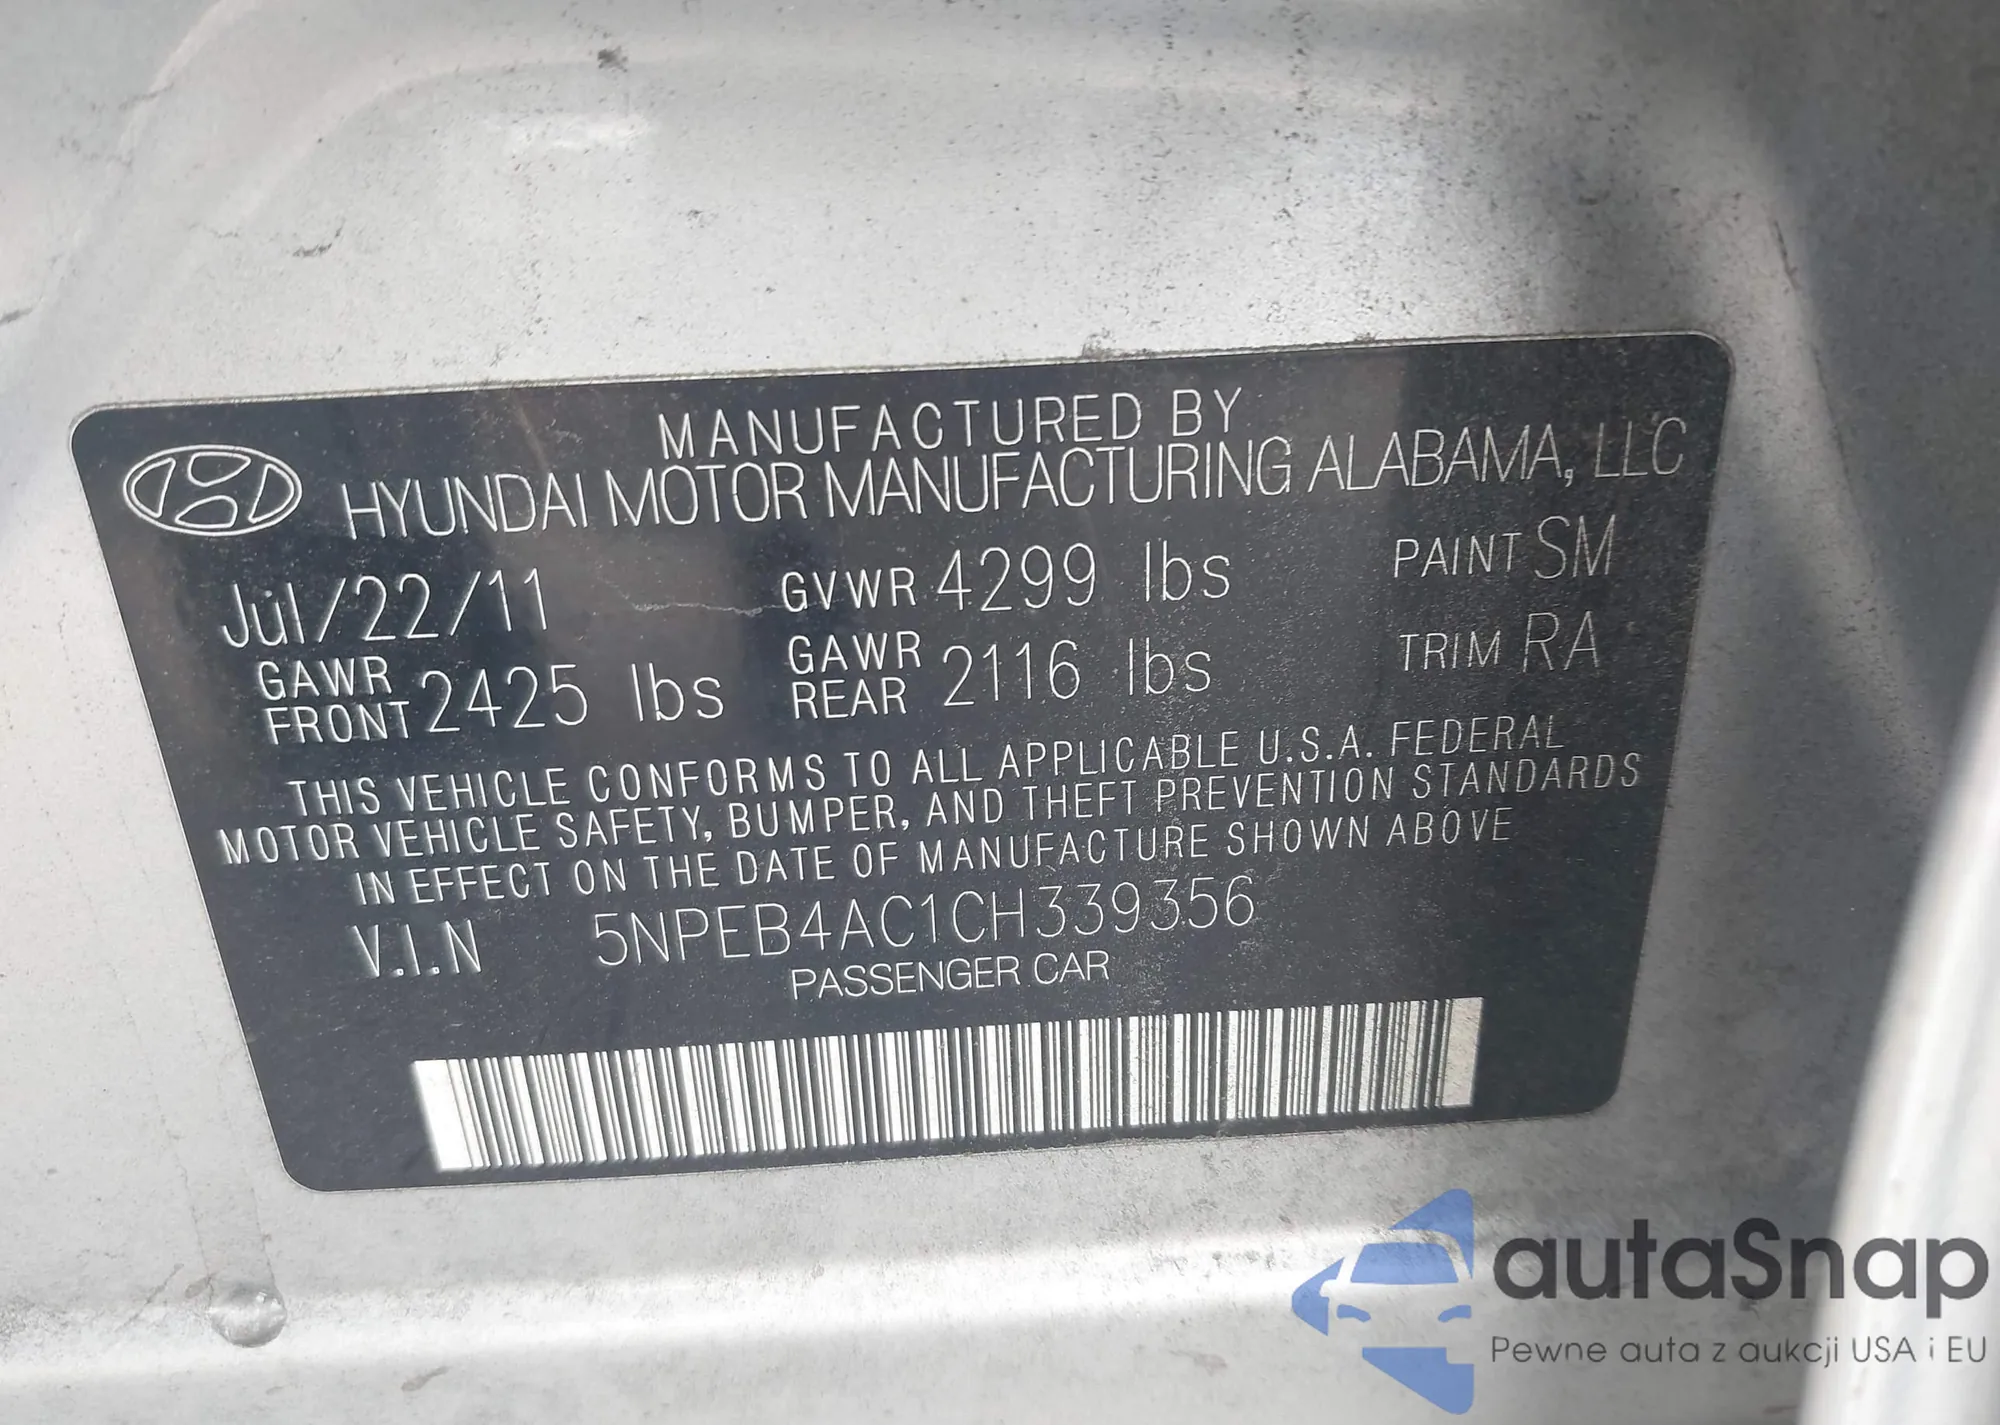 MANUFACTURED BY
HYUNDAI MOTOR MANUFACTURING ALABAMA, LLC
Jul/22/11 GVWR 4299 lbs PAINT SM
GAWR FRONT 2425 lbs GAWR REAR 2116 lbs TRIM RA
THIS VEHICLE CONFORMS TO ALL APPLICABLE U.S.A. FEDERAL
MOTOR VEHICLE SAFETY, BUMPER, AND THEFT PREVENTION STANDARDS
IN EFFECT ON THE DATE OF MANUFACTURE SHOWN ABOVE
V.I.N 5NPEB4AC1CH339356
PASSENGER CAR
autaSnap
Pewne auta z aukcji USA i EU